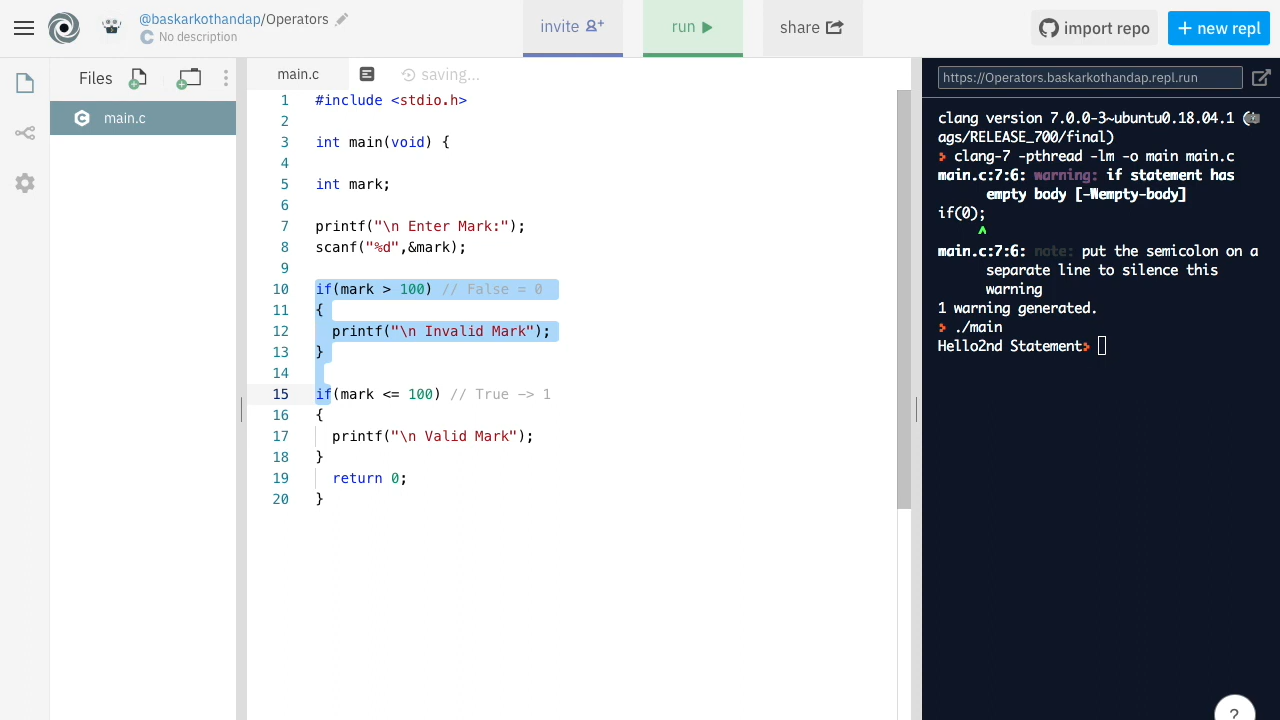 @baskarkothandap/Operators
No description
invite
run
share
import repo
+ new repl
Files
main.c
main.c
saving...
1 #include <stdio.h>
2
3 int main(void) {
4
5 int mark;
6
7 printf("\n Enter Mark:");
8 scanf("%d",&mark);
9
10 if(mark > 100) // False = 0
11 {
12 printf("\n Invalid Mark");
13 }
14
15 if(mark <= 100) // True -> 1
16 {
17 printf("\n Valid Mark");
18 }
19 return 0;
20 }
https://Operators.baskarkothandap.repl.run
clang version 7.0.0-3~ubuntu0.18.04.1 (
ags/RELEASE_700/final)
clang-7 -pthread -lm -o main main.c
main.c:7:6: warning: if statement has
empty body [-Wempty-body]
if(0);
^
main.c:7:6: note: put the semicolon on a
separate line to silence this
warning
1 warning generated.
./main
Hello2nd Statement
?